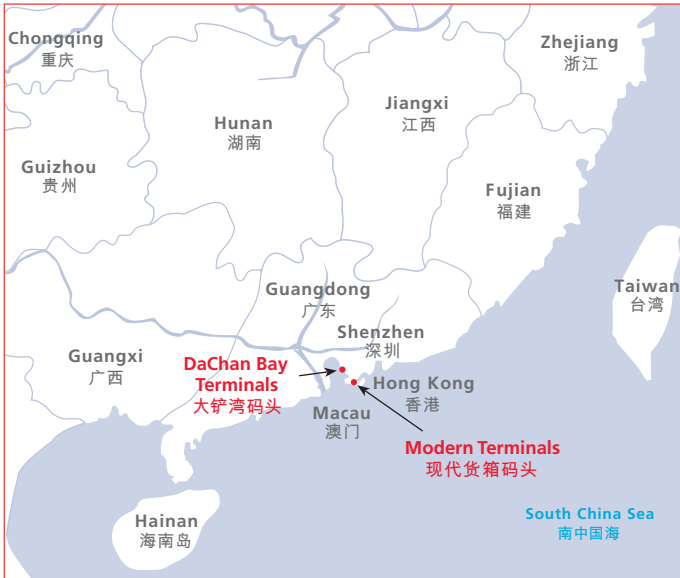 Chongqing
重庆
Zhejiang
浙江
Jiangxi
江西
Hunan
湖南
Guizhou
贵州
Fujian
福建
Taiwan
台湾
Guangdong
广东
Shenzhen
深圳
Guangxi
广西
DaChan Bay
Terminals
大铲湾码头
Hong Kong
香港
Macau
澳门
Modern Terminals
现代货箱码头
Hainan
海南岛
South China Sea
南中国海